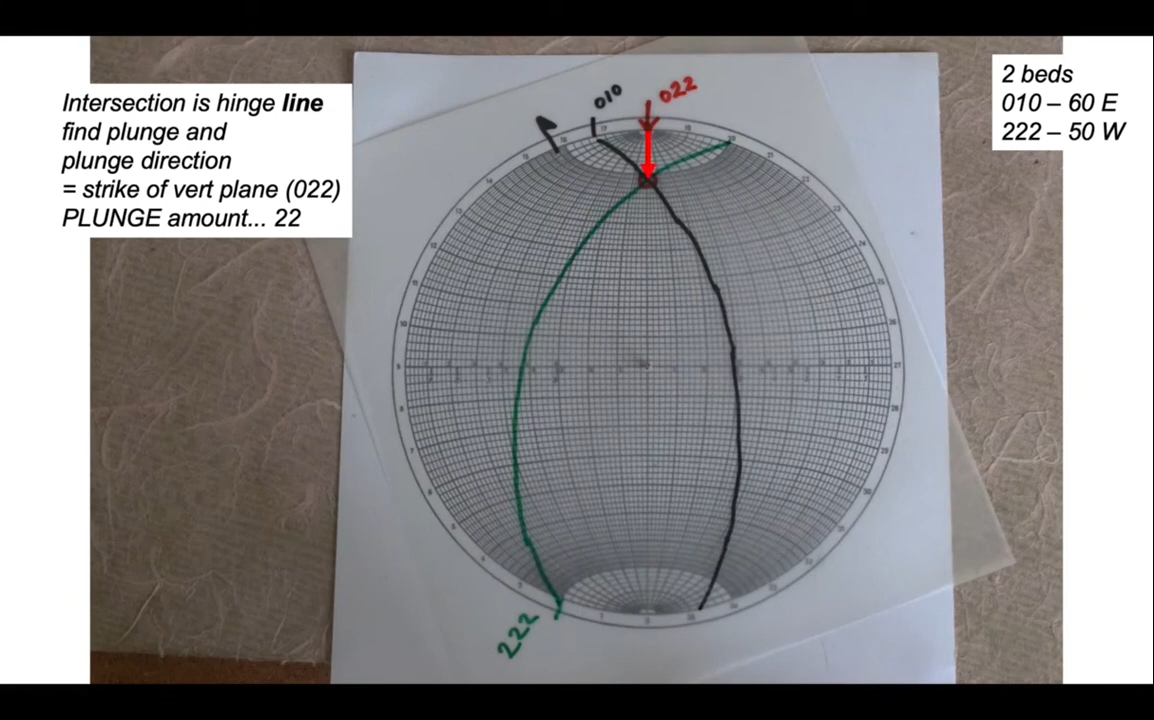 Intersection is hinge line
find plunge and
plunge direction
= strike of vert plane (022)
PLUNGE amount... 22
2 beds
010 – 60 E
222 – 50 W
010
022
222